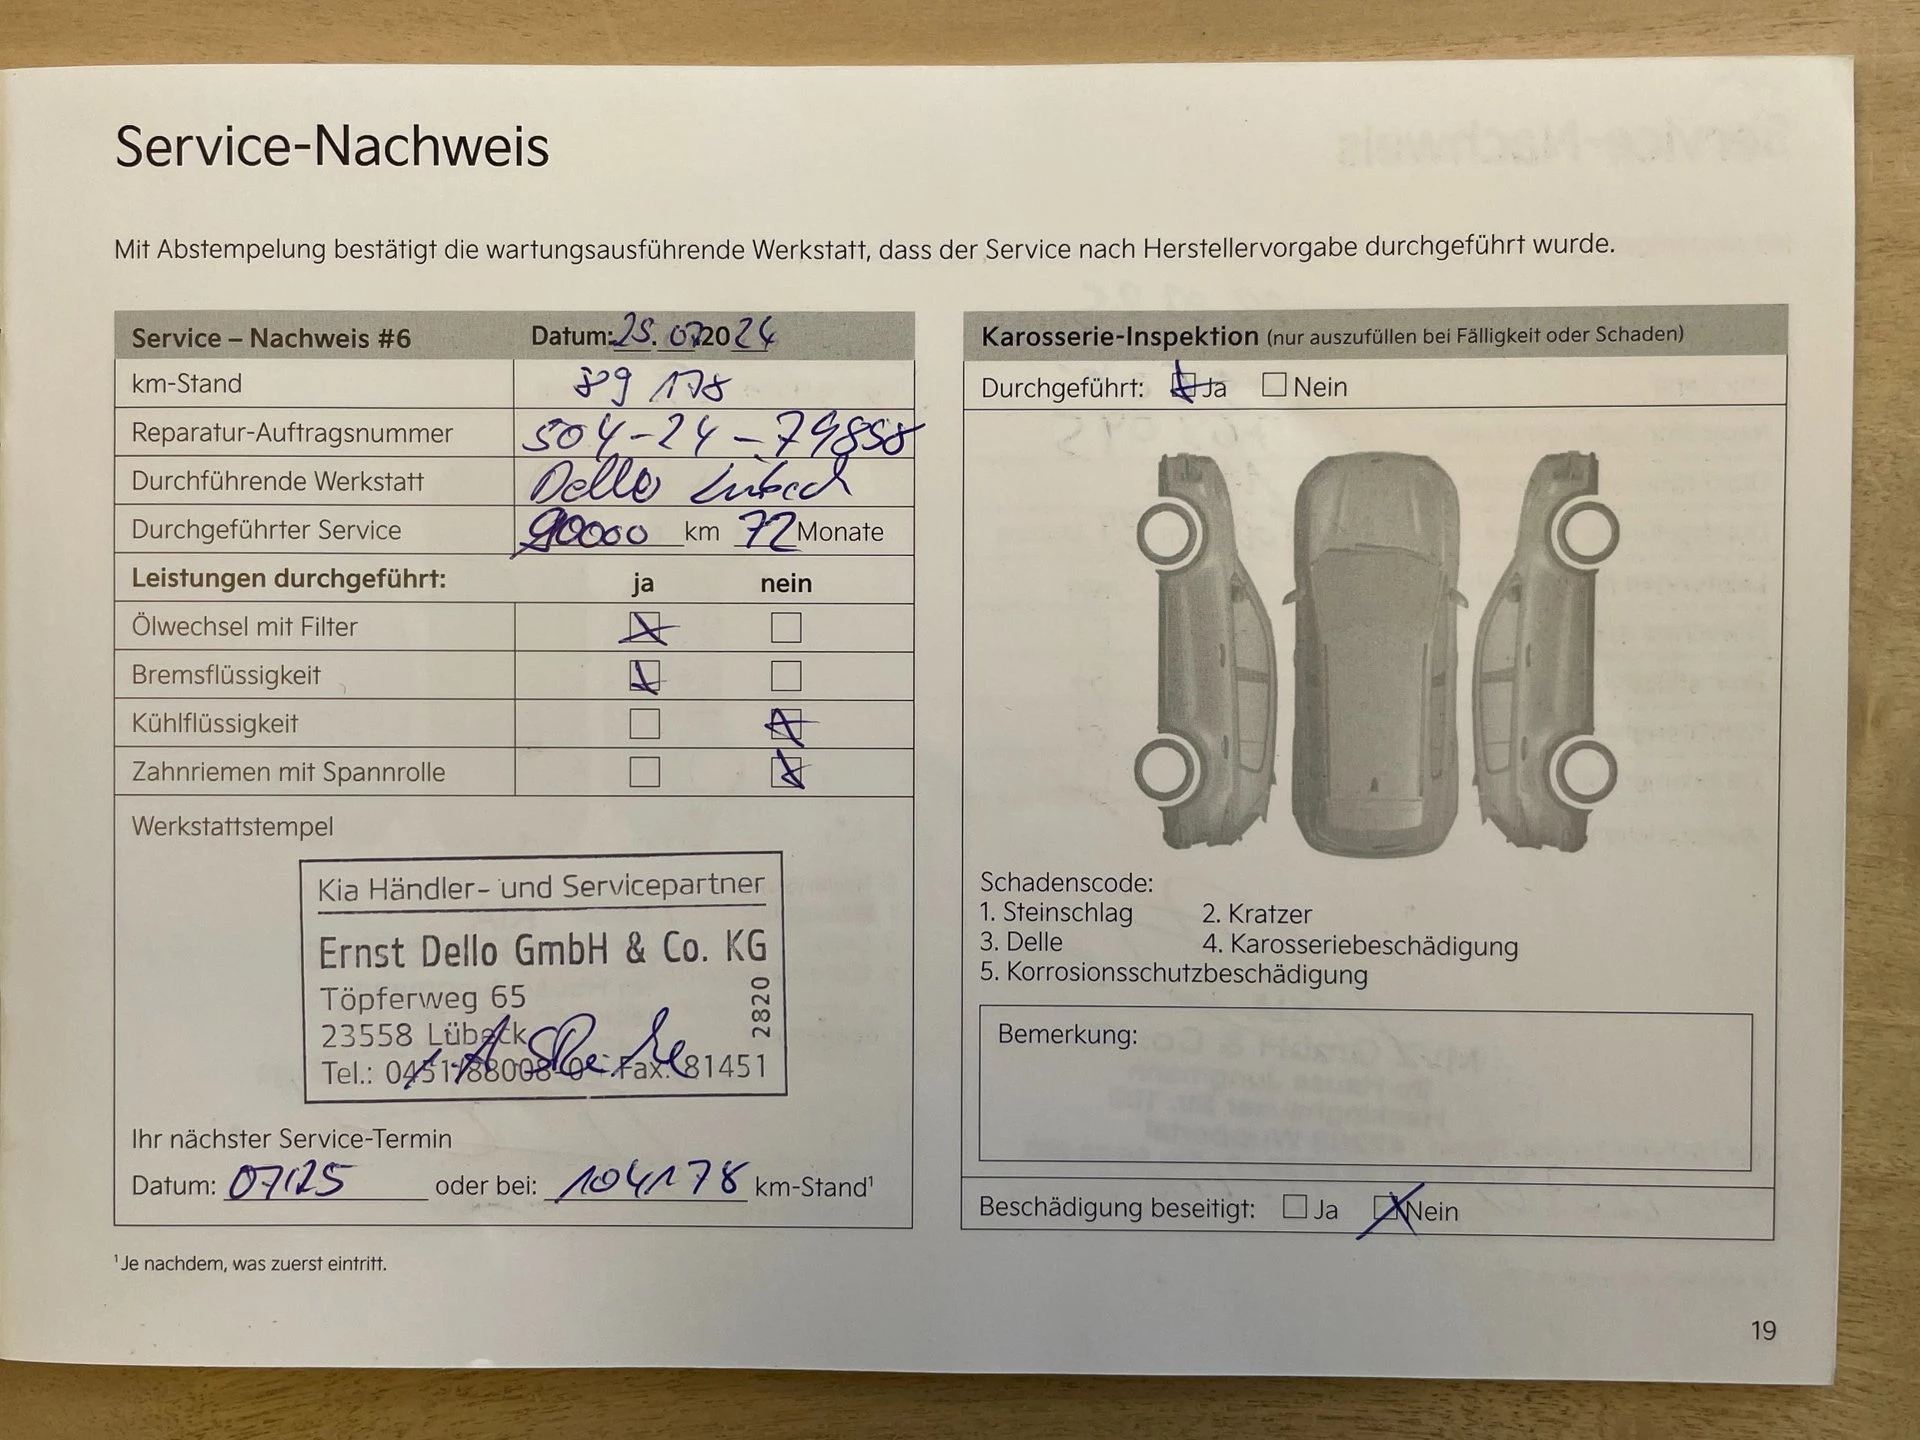 Service-Nachweis
Mit Abstempelung bestätigt die wartungsausführende Werkstatt, dass der Service nach Herstellervorgabe durchgeführt wurde.
Service – Nachweis #6 Datum: 25. 07 20 24
km-Stand 89 178
Reparatur-Auftragsnummer 504-24-79858
Durchführende Werkstatt Dello Lübeck
Durchgeführter Service 90000 km 72 Monate
Leistungen durchgeführt: ja nein
Ölwechsel mit Filter
Bremsflüssigkeit
Kühlflüssigkeit
Zahnriemen mit Spannrolle
Werkstattstempel
Kia Händler- und Servicepartner
Ernst Dello GmbH & Co. KG
Töpferweg 65
23558 Lübeck
2820
Tel.: 0451/88008-0 Fax: 81451
Ihr nächster Service-Termin
Datum: 07/25 oder bei: 104178 km-Stand¹
¹Je nachdem, was zuerst eintritt.
Karosserie-Inspektion (nur auszufüllen bei Fälligkeit oder Schaden)
Durchgeführt: Ja Nein
Schadenscode:
1. Steinschlag 2. Kratzer
3. Delle 4. Karosseriebeschädigung
5. Korrosionsschutzbeschädigung
Bemerkung:
Beschädigung beseitigt: Ja Nein
19